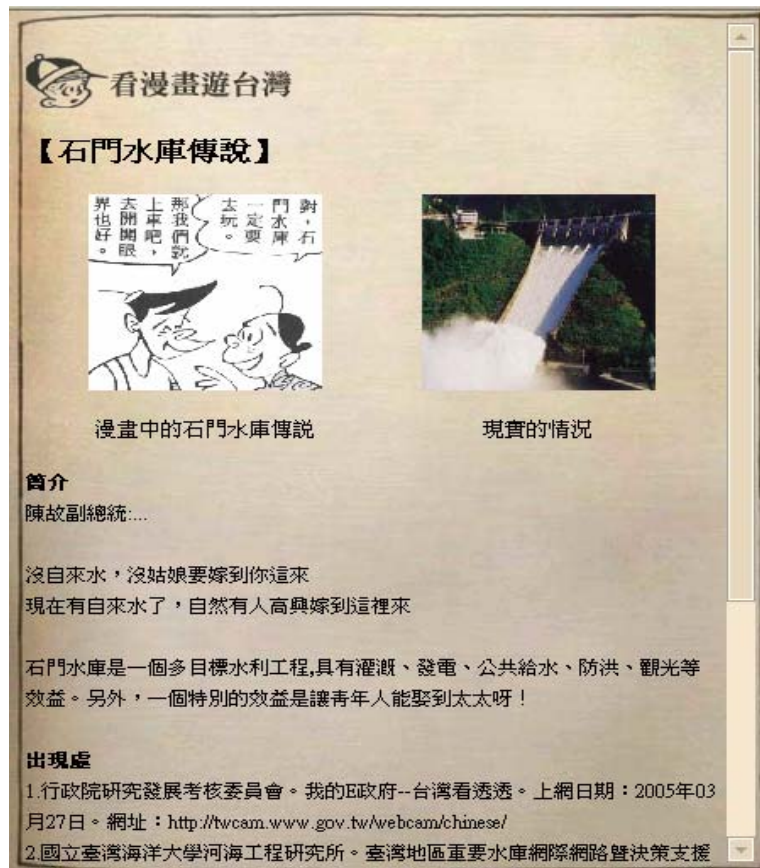 看漫畫遊台灣
【石門水庫傳說】
對，石
門水庫
一定要
去玩。
那我們就
上車吧，
去開開眼
界也好。
漫畫中的石門水庫傳說
現實的情況
簡介
陳故副總統:...
沒自來水，沒姑娘要嫁到你這來
現在有自來水了，自然有人高興嫁到這裡來
石門水庫是一個多目標水利工程,具有灌溉、發電、公共給水、防洪、觀光等
效益。另外，一個特別的效益是讓青年人能娶到太太呀！
出現處
1.行政院研究發展考核委員會。我的E政府--台灣看透透。上網日期：2005年03
月27日。網址：http://twcam.www.gov.tw/webcam/chinese/
2.國立臺灣海洋大學河海工程研究所。臺灣地區重要水庫網際網路暨決策支援